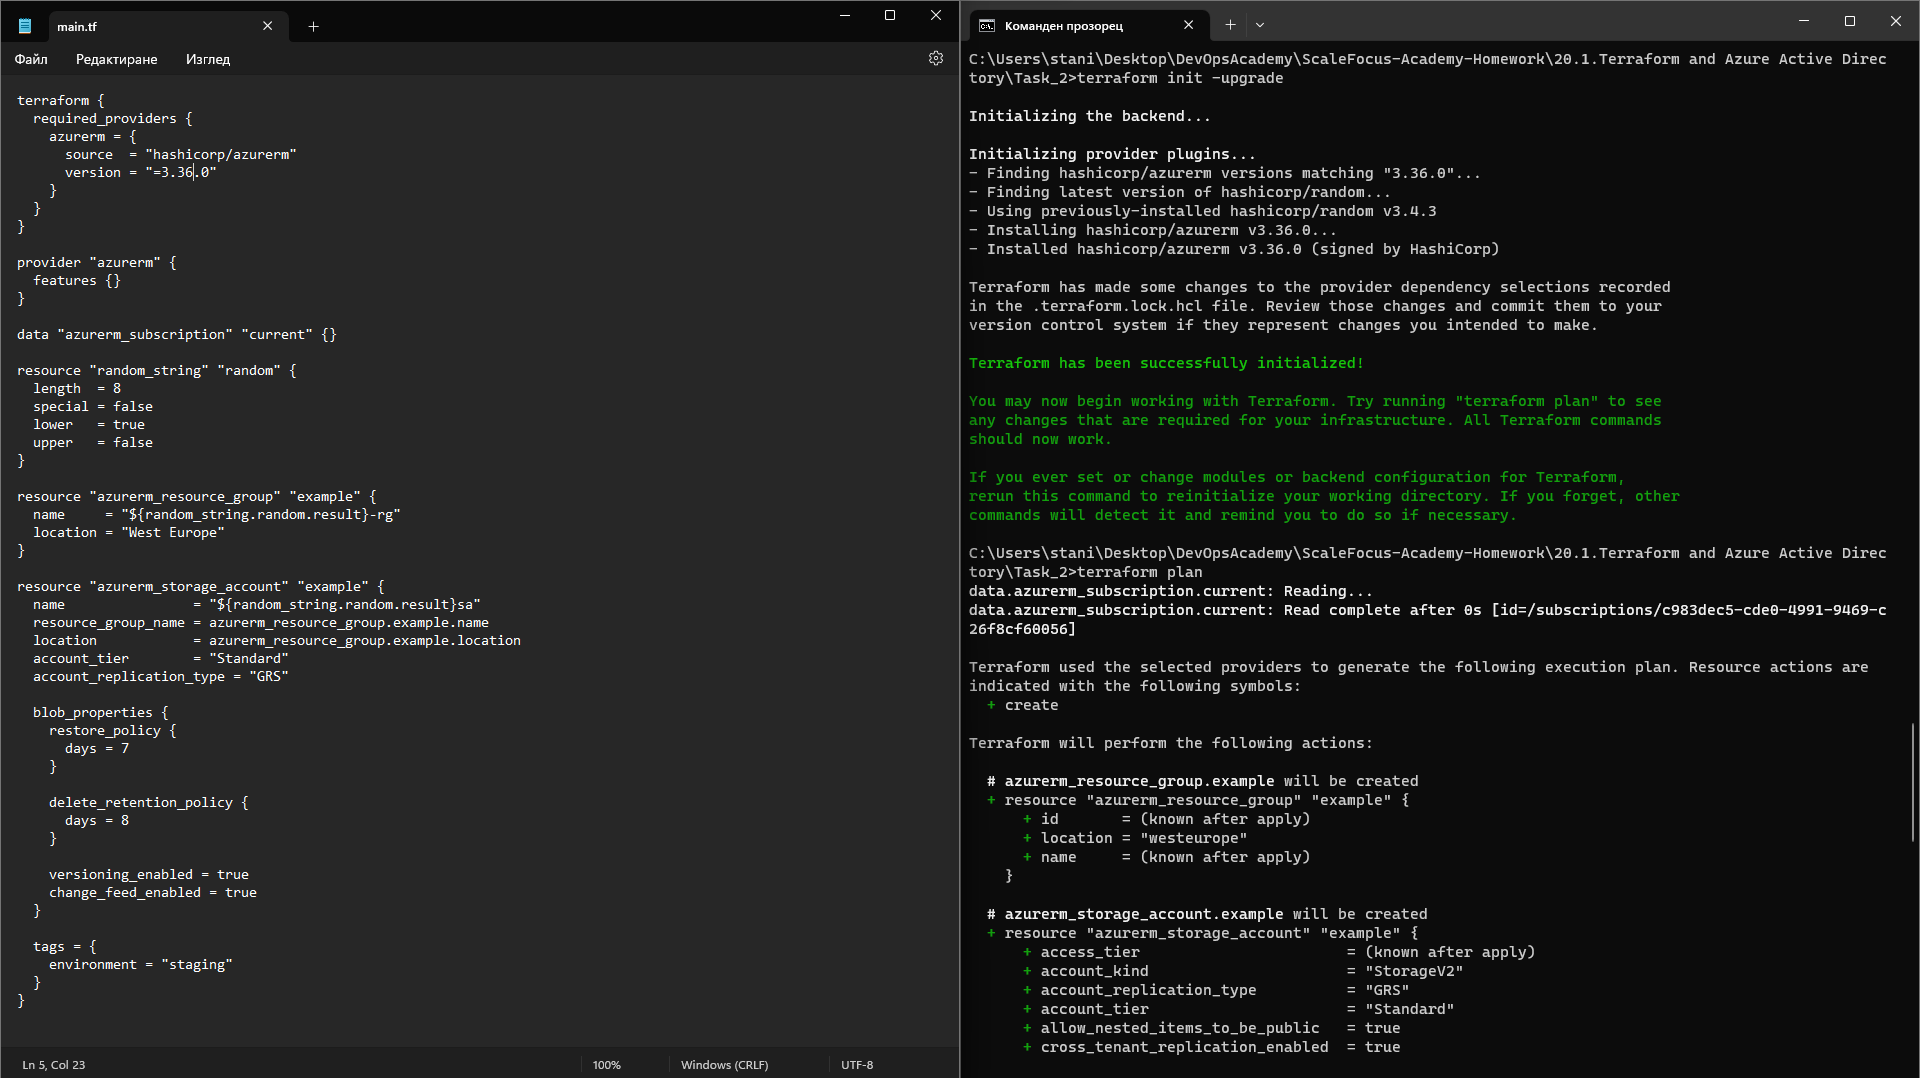 main.tf
Файл Редактиране Изглед
terraform {
  required_providers {
    azurerm = {
      source  = "hashicorp/azurerm"
      version = "=3.36.0"
    }
  }
}

provider "azurerm" {
  features {}
}

data "azurerm_subscription" "current" {}

resource "random_string" "random" {
  length  = 8
  special = false
  lower   = true
  upper   = false
}

resource "azurerm_resource_group" "example" {
  name     = "${random_string.random.result}-rg"
  location = "West Europe"
}

resource "azurerm_storage_account" "example" {
  name                = "${random_string.random.result}sa"
  resource_group_name = azurerm_resource_group.example.name
  location            = azurerm_resource_group.example.location
  account_tier        = "Standard"
  account_replication_type = "GRS"

  blob_properties {
    restore_policy {
      days = 7
    }

    delete_retention_policy {
      days = 8
    }

    versioning_enabled = true
    change_feed_enabled = true
  }

  tags = {
    environment = "staging"
  }
}
Ln 5, Col 23 100% Windows (CRLF) UTF-8
Команден прозорец
C:\Users\stani\Desktop\DevOpsAcademy\ScaleFocus-Academy-Homework\20.1.Terraform and Azure Active Direc
tory\Task_2>terraform init -upgrade

Initializing the backend...

Initializing provider plugins...
- Finding hashicorp/azurerm versions matching "3.36.0"...
- Finding latest version of hashicorp/random...
- Using previously-installed hashicorp/random v3.4.3
- Installing hashicorp/azurerm v3.36.0...
- Installed hashicorp/azurerm v3.36.0 (signed by HashiCorp)

Terraform has made some changes to the provider dependency selections recorded
in the .terraform.lock.hcl file. Review those changes and commit them to your
version control system if they represent changes you intended to make.

Terraform has been successfully initialized!

You may now begin working with Terraform. Try running "terraform plan" to see
any changes that are required for your infrastructure. All Terraform commands
should now work.

If you ever set or change modules or backend configuration for Terraform,
rerun this command to reinitialize your working directory. If you forget, other
commands will detect it and remind you to do so if necessary.

C:\Users\stani\Desktop\DevOpsAcademy\ScaleFocus-Academy-Homework\20.1.Terraform and Azure Active Direc
tory\Task_2>terraform plan
data.azurerm_subscription.current: Reading...
data.azurerm_subscription.current: Read complete after 0s [id=/subscriptions/c983dec5-cde0-4991-9469-c
26f8cf60056]

Terraform used the selected providers to generate the following execution plan. Resource actions are
indicated with the following symbols:
  + create

Terraform will perform the following actions:

  # azurerm_resource_group.example will be created
  + resource "azurerm_resource_group" "example" {
      + id       = (known after apply)
      + location = "westeurope"
      + name     = (known after apply)
    }

  # azurerm_storage_account.example will be created
  + resource "azurerm_storage_account" "example" {
      + access_tier                       = (known after apply)
      + account_kind                      = "StorageV2"
      + account_replication_type          = "GRS"
      + account_tier                      = "Standard"
      + allow_nested_items_to_be_public   = true
      + cross_tenant_replication_enabled  = true